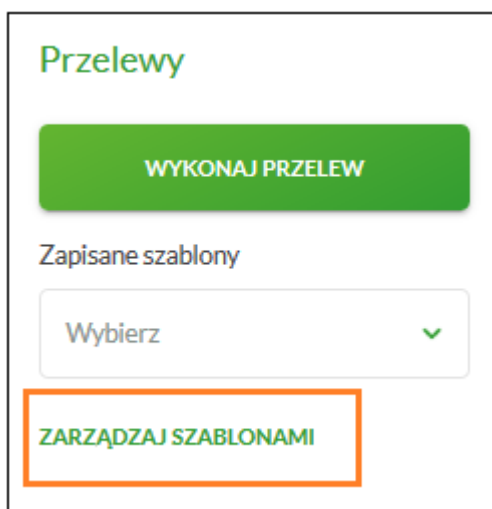 Przelewy
WYKONAJ PRZELEW
Zapisane szablony
Wybierz
ZARZĄDZAJ SZABLONAMI